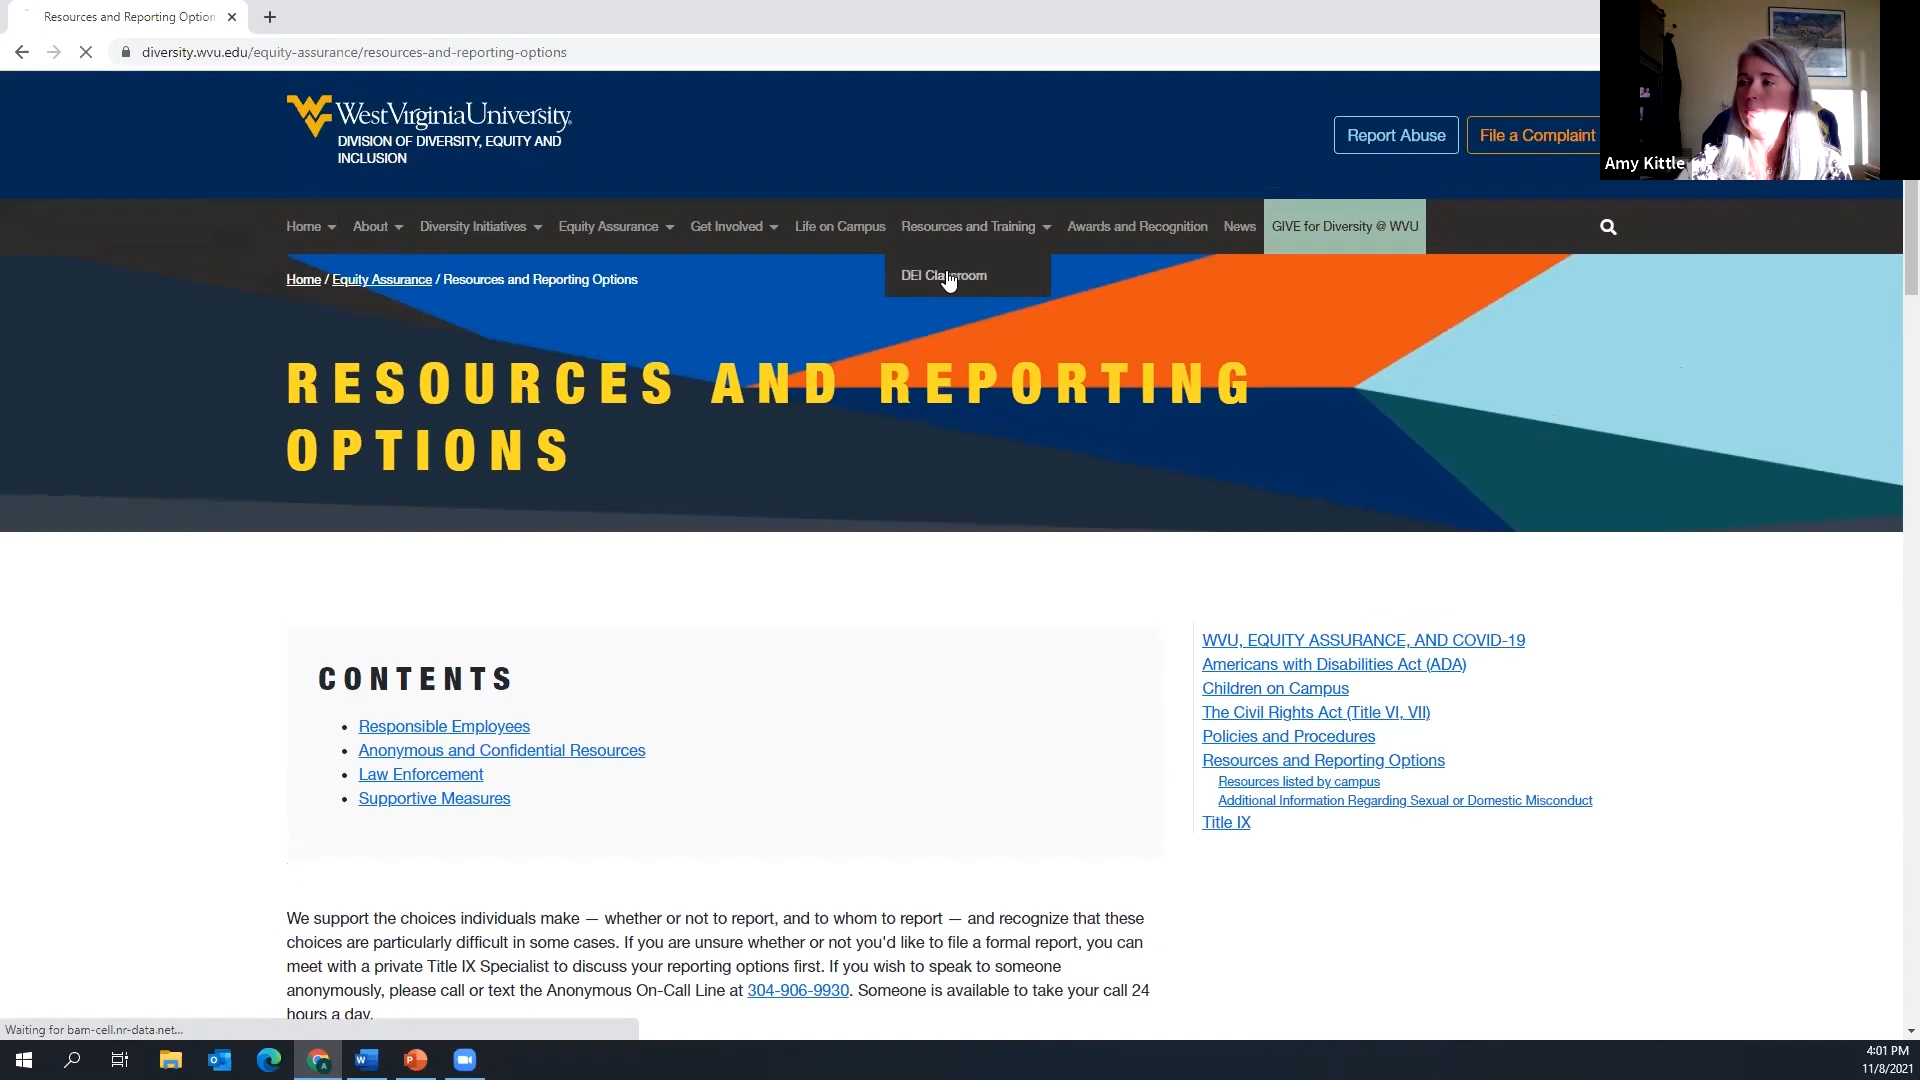 Resources and Reporting Option
diversity.wvu.edu/equity-assurance/resources-and-reporting-options
WestVirginiaUniversity
DIVISION OF DIVERSITY, EQUITY AND
INCLUSION
Report Abuse
File a Complaint
Amy Kittle
Home
About
Diversity Initiatives
Equity Assurance
Get Involved
Life on Campus
Resources and Training
Awards and Recognition
News
GIVE for Diversity @ WVU
DEI Classroom
Home / Equity Assurance / Resources and Reporting Options
RESOURCES AND REPORTING
OPTIONS
CONTENTS
• Responsible Employees
• Anonymous and Confidential Resources
• Law Enforcement
• Supportive Measures
WVU, EQUITY ASSURANCE, AND COVID-19
Americans with Disabilities Act (ADA)
Children on Campus
The Civil Rights Act (Title VI, VII)
Policies and Procedures
Resources and Reporting Options
Resources listed by campus
Additional Information Regarding Sexual or Domestic Misconduct
Title IX
We support the choices individuals make — whether or not to report, and to whom to report — and recognize that these
choices are particularly difficult in some cases. If you are unsure whether or not you'd like to file a formal report, you can
meet with a private Title IX Specialist to discuss your reporting options first. If you wish to speak to someone
anonymously, please call or text the Anonymous On-Call Line at 304-906-9930. Someone is available to take your call 24
hours a day.
Waiting for bam-cell.nr-data.net...
4:01 PM
11/8/2021